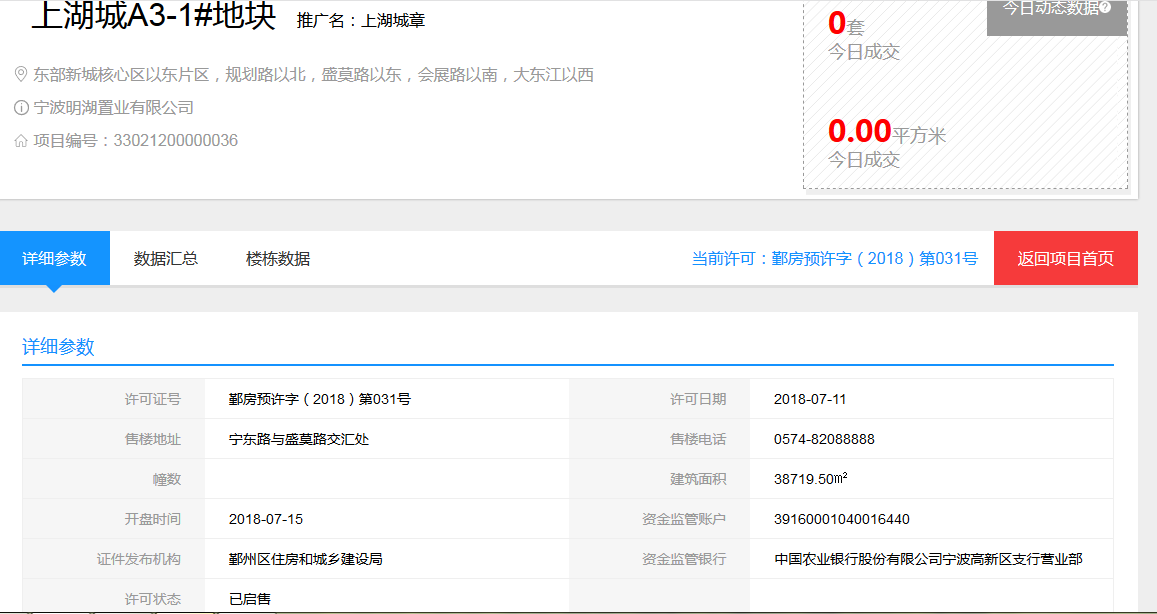 上湖城A3-1#地块 推广名：上湖城章
东部新城核心区以东片区，规划路以北，盛莫路以东，会展路以南，大东江以西
宁波明湖置业有限公司
项目编号：33021200000036
今日动态数据
0套
今日成交
0.00平方米
今日成交
详细参数 数据汇总 楼栋数据 当前许可：鄞房预许字（2018）第031号 返回项目首页
详细参数
许可证号 鄞房预许字（2018）第031号 许可日期 2018-07-11
售楼地址 宁东路与盛莫路交汇处 售楼电话 0574-82088888
幢数 建筑面积 38719.50㎡
开盘时间 2018-07-15 资金监管账户 39160001040016440
证件发布机构 鄞州区住房和城乡建设局 资金监管银行 中国农业银行股份有限公司宁波高新区支行营业部
许可状态 已启售